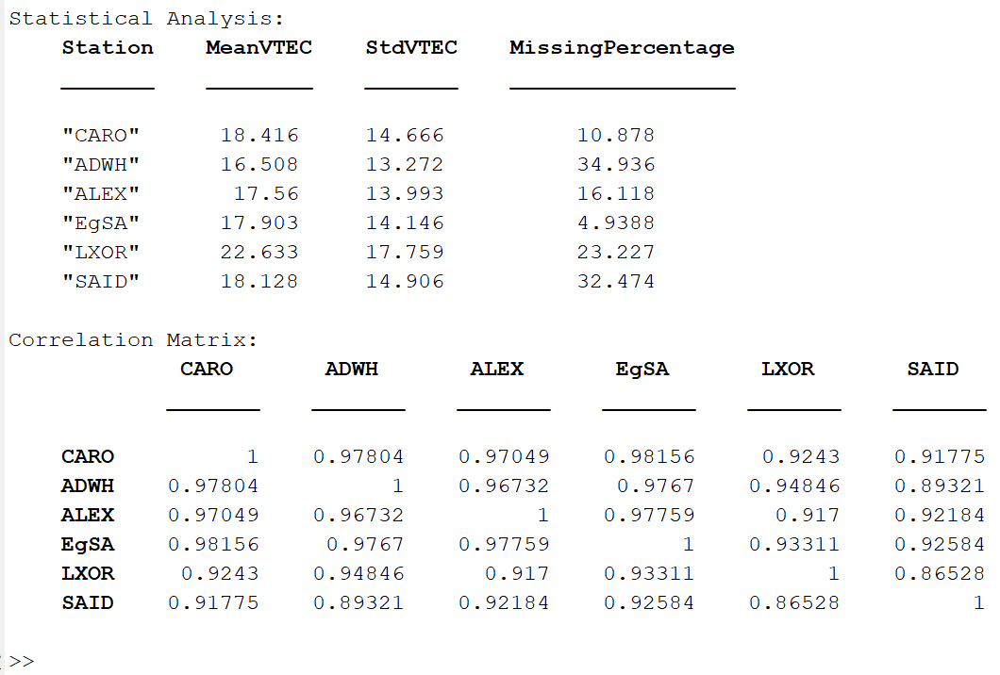 Statistical Analysis:
Station MeanVTEC StdVTEC MissingPercentage
"CARO" 18.416 14.666 10.878
"ADWH" 16.508 13.272 34.936
"ALEX" 17.56 13.993 16.118
"EgSA" 17.903 14.146 4.9388
"LXOR" 22.633 17.759 23.227
"SAID" 18.128 14.906 32.474
Correlation Matrix:
CARO ADWH ALEX EgSA LXOR SAID
CARO 1 0.97804 0.97049 0.98156 0.9243 0.91775
ADWH 0.97804 1 0.96732 0.9767 0.94846 0.89321
ALEX 0.97049 0.96732 1 0.97759 0.917 0.92184
EgSA 0.98156 0.9767 0.97759 1 0.93311 0.92584
LXOR 0.9243 0.94846 0.917 0.93311 1 0.86528
SAID 0.91775 0.89321 0.92184 0.92584 0.86528 1
>>